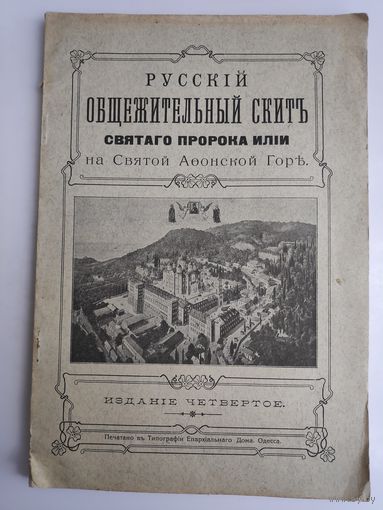 РУССКІЙ
ОБЩЕЖИТЕЛЬНЫЙ СКИТЪ
СВЯТАГО ПРОРОКА ИЛІИ
на Святой Аѳонской Горѣ.
ИЗДАНІЕ ЧЕТВЕРТОЕ.
Печатано въ Типографіи Епархіальнаго Дома. Одесса.